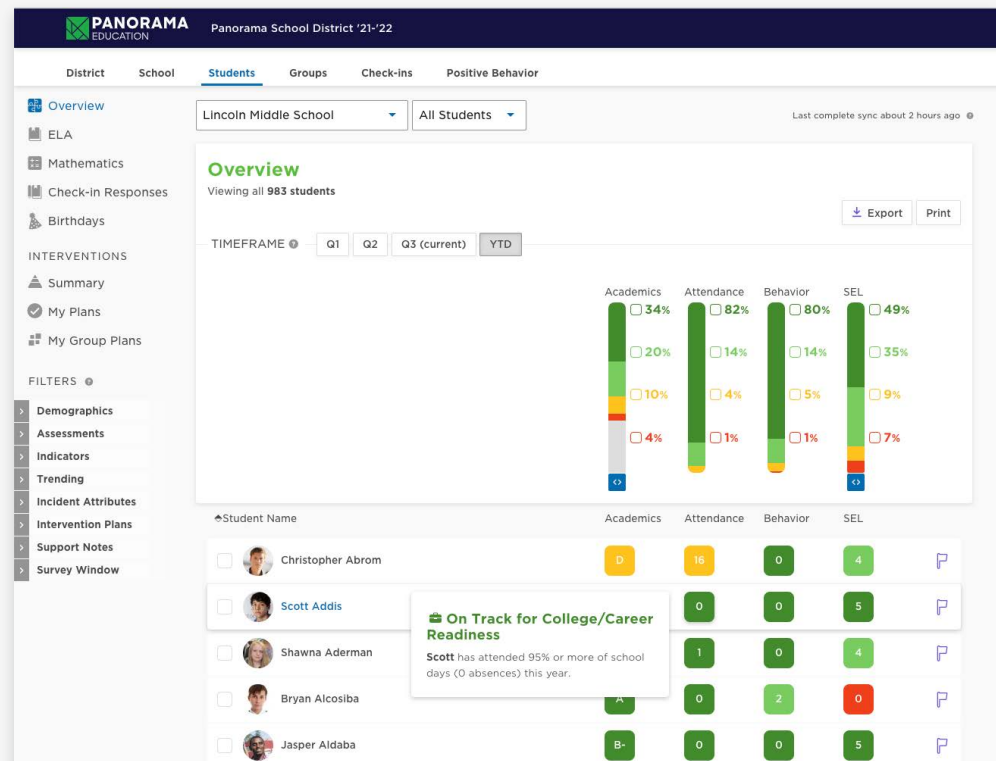 PANORAMA
EDUCATION
Panorama School District '21-'22
District School Students Groups Check-ins Positive Behavior
Overview
ELA
Mathematics
Check-in Responses
Birthdays
INTERVENTIONS
Summary
My Plans
My Group Plans
FILTERS
Demographics
Assessments
Indicators
Trending
Incident Attributes
Intervention Plans
Support Notes
Survey Window
Lincoln Middle School All Students
Last complete sync about 2 hours ago
Overview
Viewing all 983 students
Export Print
TIMEFRAME Q1 Q2 Q3 (current) YTD
Academics Attendance Behavior SEL
34% 82% 80% 49%
20% 14% 14% 35%
10% 4% 5% 9%
4% 1% 1% 7%
Student Name Academics Attendance Behavior SEL
Christopher Abrom D 16 0 4
Scott Addis 0 0 5
On Track for College/Career
Readiness
Scott has attended 95% or more of school
days (0 absences) this year.
Shawna Aderman 1 0 4
Bryan Alcosiba A 0 2 0
Jasper Aldaba B- 0 0 5